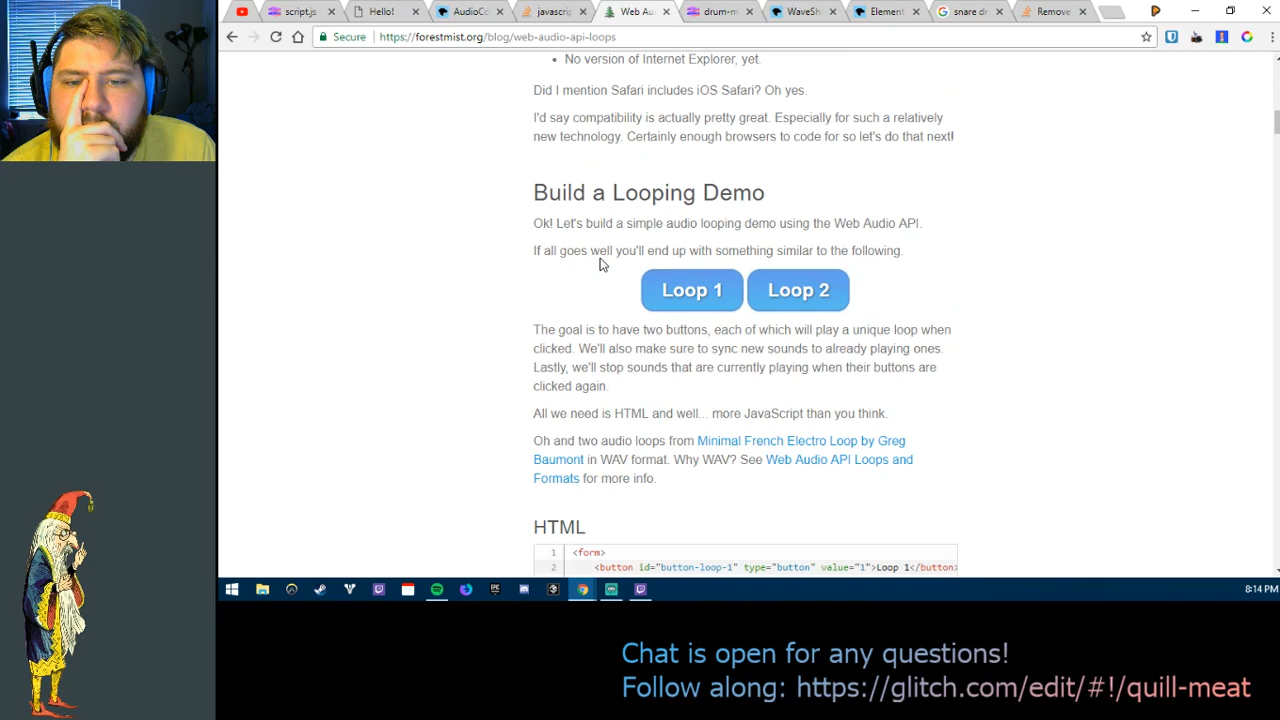 script.js
Hello!
audio
javasc
Web Au
WaveSh
Element
snare d
Remove
Secure
https://forestmist.org/blog/web-audio-api-loops
• No version of Internet Explorer, yet.
Did I mention Safari includes iOS Safari? Oh yes.
I'd say compatibility is actually pretty great. Especially for such a relatively
new technology. Certainly enough browsers to code for so let's do that next!
Build a Looping Demo
Ok! Let's build a simple audio looping demo using the Web Audio API.
If all goes well you'll end up with something similar to the following.
Loop 1
Loop 2
The goal is to have two buttons, each of which will play a unique loop when
clicked. We'll also make sure to sync new sounds to already playing ones.
Lastly, we'll stop sounds that are currently playing when their buttons are
clicked again.
All we need is HTML and well... more JavaScript than you think.
Oh and two audio loops from Minimal French Electro Loop by Greg
Baumont in WAV format. Why WAV? See Web Audio API Loops and
Formats for more info.
HTML
1 <form>
2 <button id="button-loop-1" type="button" value="1">Loop 1</button>
8:14 PM
Chat is open for any questions!
Follow along: https://glitch.com/edit/#!/quill-meat